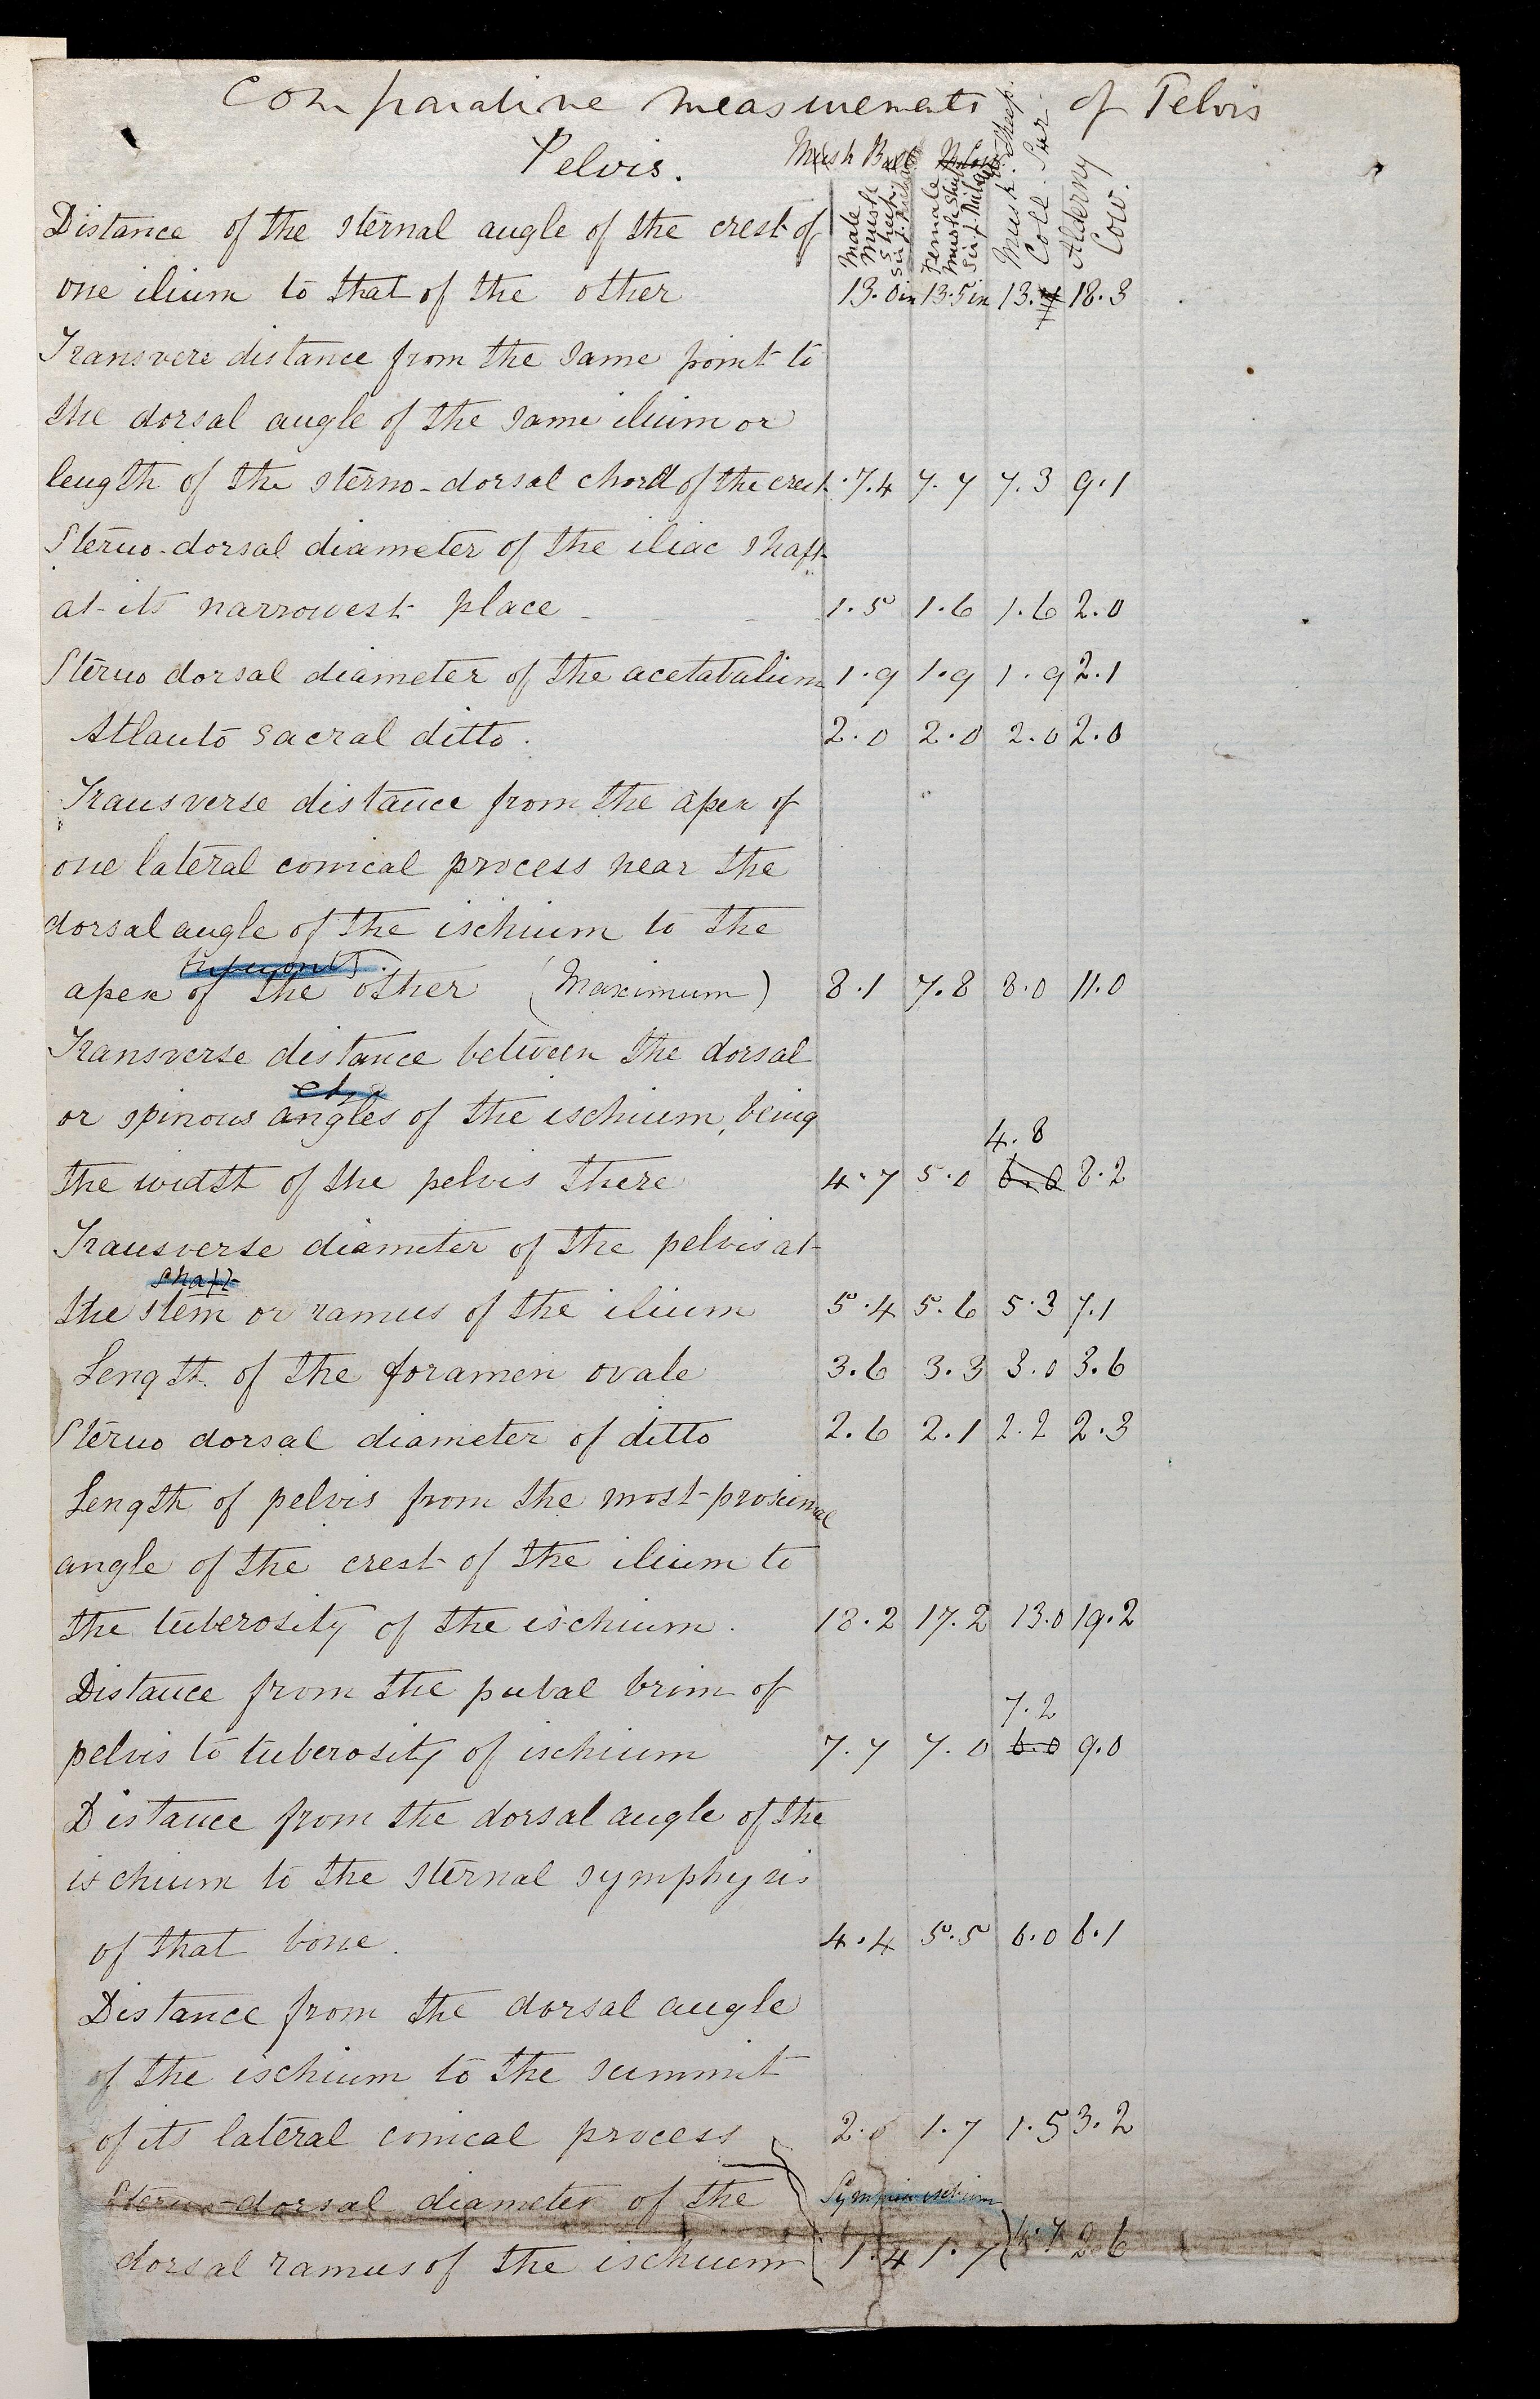 Comparative measurements of Pelvis
Pelvis.
Musk Bull
Male Musk Sheep Sir J. Richardson
Female Musk Sheep Sir J. Richardson
Musk. Sheep. Coll. Sur.
Alderny Cow.
Distance of the sternal angle of the crest of
one ilium to that of the other 13.0in 13.5in 13. 18.3
Transvere distance from the same point to
the dorsal angle of the same ilium or
length of the sterno-dorsal chord of the crest. 7.4 7.7 7.3 9.1
Sterno-dorsal diameter of the iliac shaft
at its narrowest place 1.5 1.6 1.6 2.0
Sterno dorsal diameter of the acetabulum 1.9 1.9 1.9 2.1
Atlanto sacral ditto. 2.0 2.0 2.0 2.0
Transverse distance from the apex of
one lateral conical process near the
dorsal angle of the ischium to the
apex of the other (Maximum) 8.1 7.8 8.0 11.0
Transverse distance between the dorsal
or spinous angles of the ischium, being
4.8
the width of the pelvis there 4.7 5.0 6.0 8.2
Transverse diameter of the pelvis at
shaft
the stem or ramus of the ilium 5.4 5.6 5.3 7.1
Length of the foramen ovale 3.6 3.3 3.0 3.6
Sterno dorsal diameter of ditto 2.6 2.1 2.2 2.3
Length of pelvis from the most proximal
angle of the crest of the ilium to
the tuberosity of the ischium. 18.2 17.2 13.0 19.2
Distance from the pubal brim of
7.2
pelvis to tuberosity of ischium 7.7 7.0 6.0 9.0
Distance from the dorsal angle of the
ischium to the sternal symphysis
of that bone. 4.4 5.5 6.0 6.1
Distance from the dorsal angle
of the ischium to the summit
of its lateral conical process 2.0 1.7 1.5 3.2
Sterno-dorsal diameter of the
dorsal ramus of the ischium 1.4 1.7 2.6